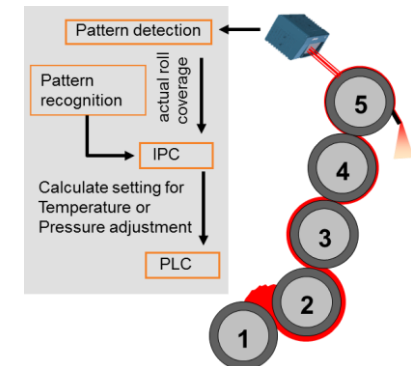 Pattern detection
Pattern
recognition
actual roll
coverage
IPC
Calculate setting for
Temperature or
Pressure adjustment
PLC
5
4
3
2
1